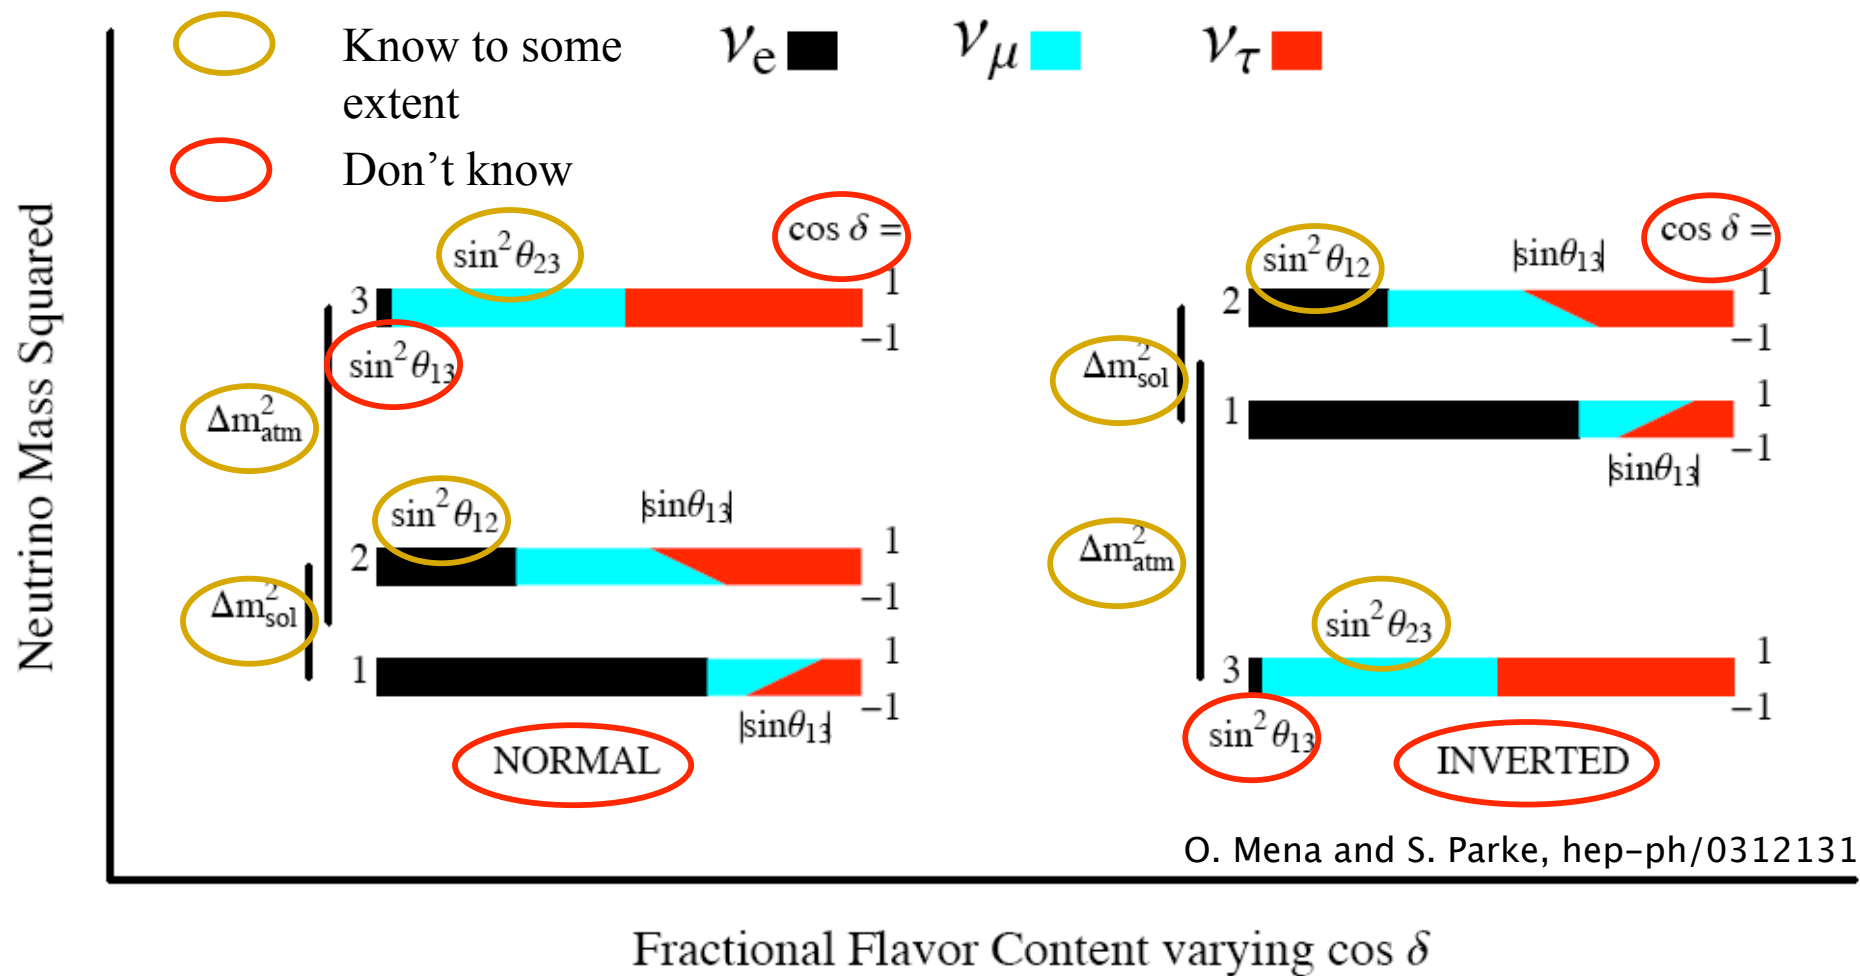 Know to some
extent
Don't know
νe
νμ
ντ
Neutrino Mass Squared
sin²θ₂₃
cos δ =
3
1
−1
sin²θ₁₃
Δm²atm
sin²θ₁₂
|sinθ₁₃|
2
1
−1
Δm²sol
1
1
−1
|sinθ₁₃|
NORMAL
sin²θ₁₂
|sinθ₁₃|
cos δ =
2
1
−1
Δm²sol
1
1
−1
|sinθ₁₃|
Δm²atm
sin²θ₂₃
3
1
−1
sin²θ₁₃
INVERTED
O. Mena and S. Parke, hep-ph/0312131
Fractional Flavor Content varying cos δ